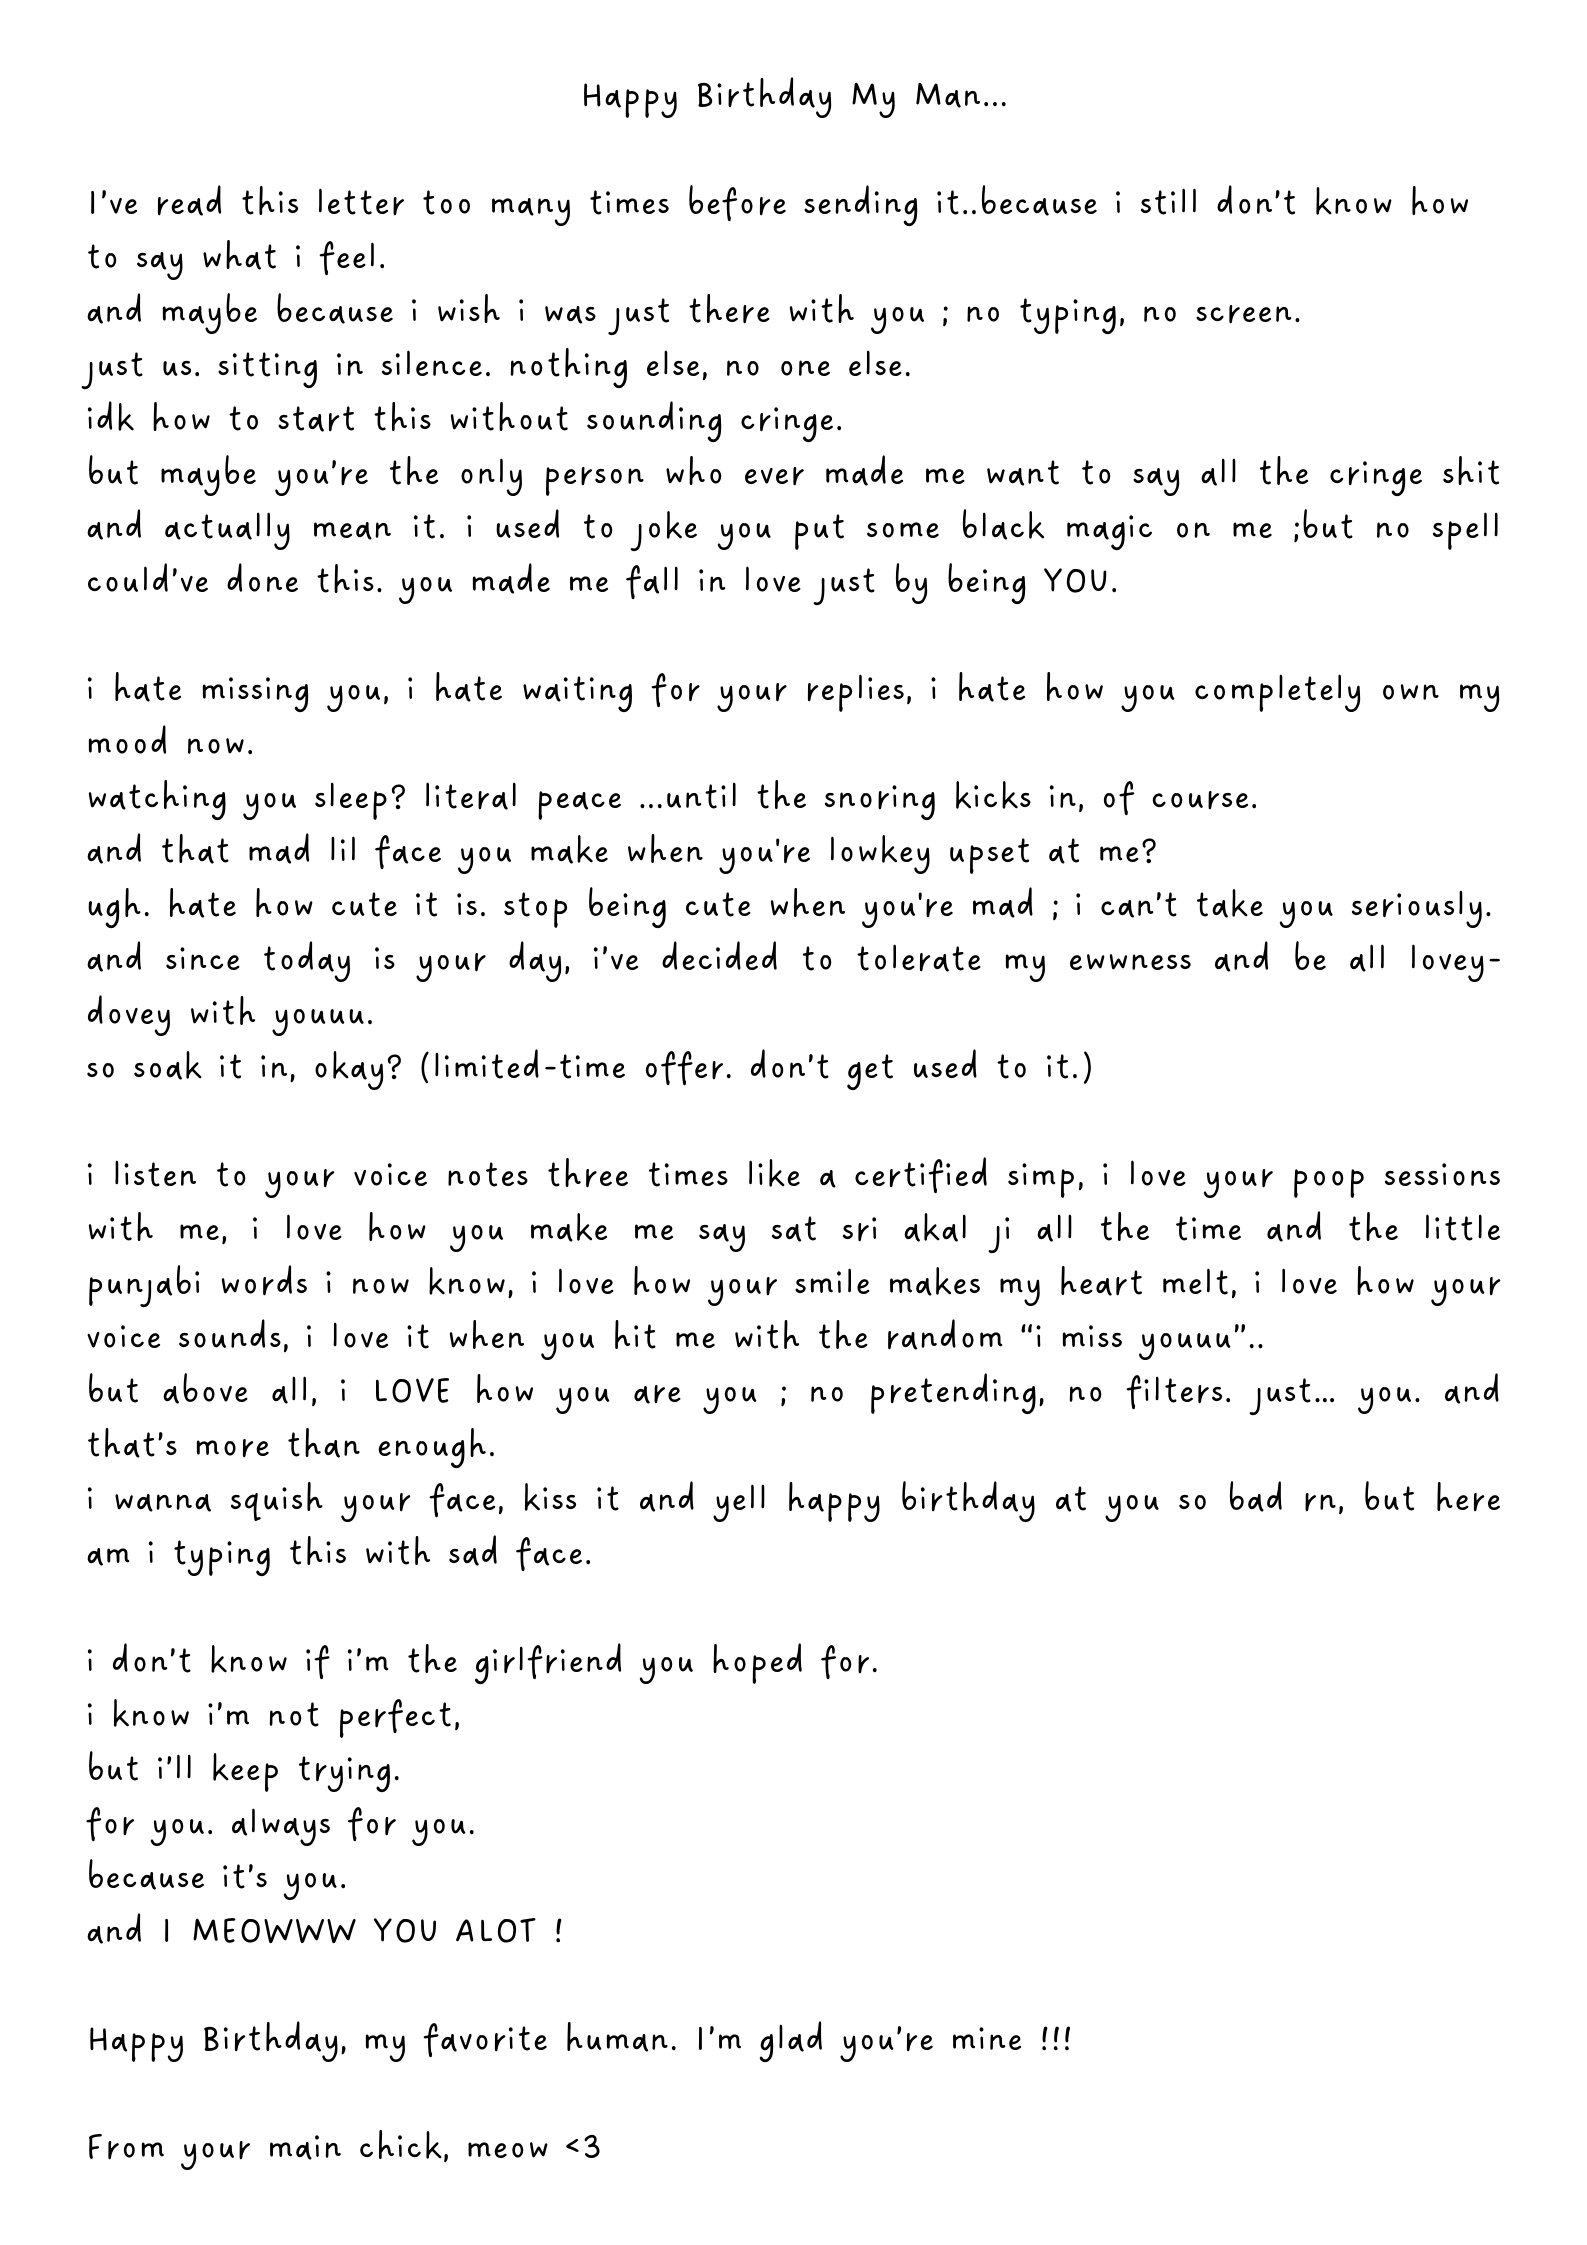 Happy Birthday My Man...
I've read this letter too many times before sending it..because i still don't know how
to say what i feel.
and maybe because i wish i was just there with you ; no typing, no screen.
just us. sitting in silence. nothing else, no one else.
idk how to start this without sounding cringe.
but maybe you're the only person who ever made me want to say all the cringe shit
and actually mean it. i used to joke you put some black magic on me ;but no spell
could've done this. you made me fall in love just by being YOU.
i hate missing you, i hate waiting for your replies, i hate how you completely own my
mood now.
watching you sleep? literal peace ...until the snoring kicks in, of course.
and that mad lil face you make when you're lowkey upset at me?
ugh. hate how cute it is. stop being cute when you're mad ; i can't take you seriously.
and since today is your day, i've decided to tolerate my ewwness and be all lovey-
dovey with youuu.
so soak it in, okay? (limited-time offer. don't get used to it.)
i listen to your voice notes three times like a certified simp, i love your poop sessions
with me, i love how you make me say sat sri akal ji all the time and the little
punjabi words i now know, i love how your smile makes my heart melt, i love how your
voice sounds, i love it when you hit me with the random “i miss youuu”..
but above all, i LOVE how you are you ; no pretending, no filters. just... you. and
that's more than enough.
i wanna squish your face, kiss it and yell happy birthday at you so bad rn, but here
am i typing this with sad face.
i don't know if i'm the girlfriend you hoped for.
i know i'm not perfect,
but i'll keep trying.
for you. always for you.
because it's you.
and I MEOWWW YOU ALOT !
Happy Birthday, my favorite human. I'm glad you're mine !!!
From your main chick, meow <3